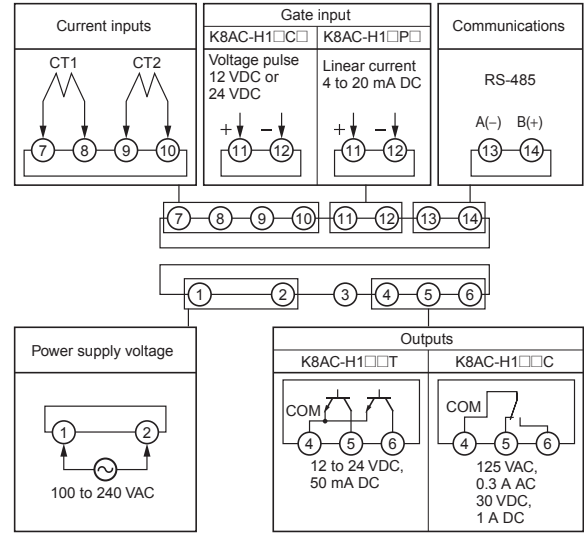 Current inputs
CT1 CT2
7 8 9 10
Gate input
K8AC-H1□C□ K8AC-H1□P□
Voltage pulse
12 VDC or
24 VDC
+ −
11 12
Linear current
4 to 20 mA DC
+ −
11 12
Communications
RS-485
A(−) B(+)
13 14
7 8 9 10 11 12 13 14
1 2 3 4 5 6
Power supply voltage
1 2
100 to 240 VAC
Outputs
K8AC-H1□□T K8AC-H1□□C
COM
4 5 6
12 to 24 VDC,
50 mA DC
COM
4 5 6
125 VAC,
0.3 A AC
30 VDC,
1 A DC